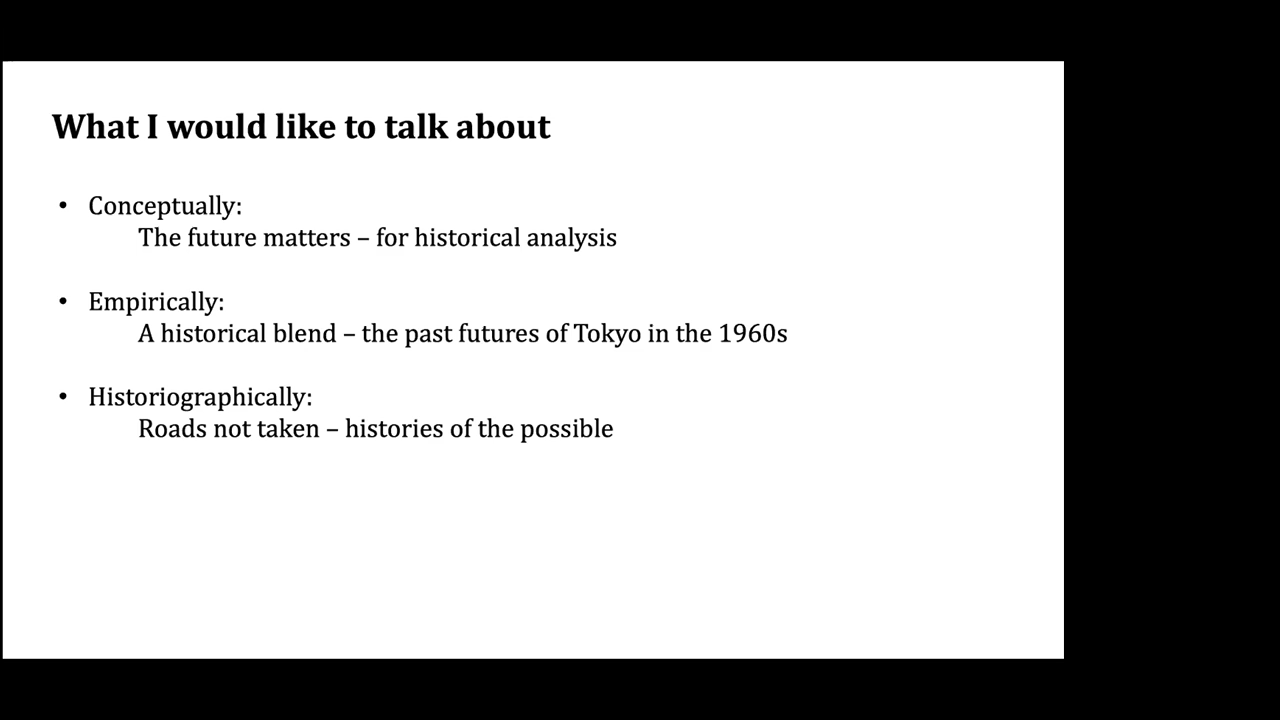 What I would like to talk about
• Conceptually:
The future matters – for historical analysis
• Empirically:
A historical blend – the past futures of Tokyo in the 1960s
• Historiographically:
Roads not taken – histories of the possible